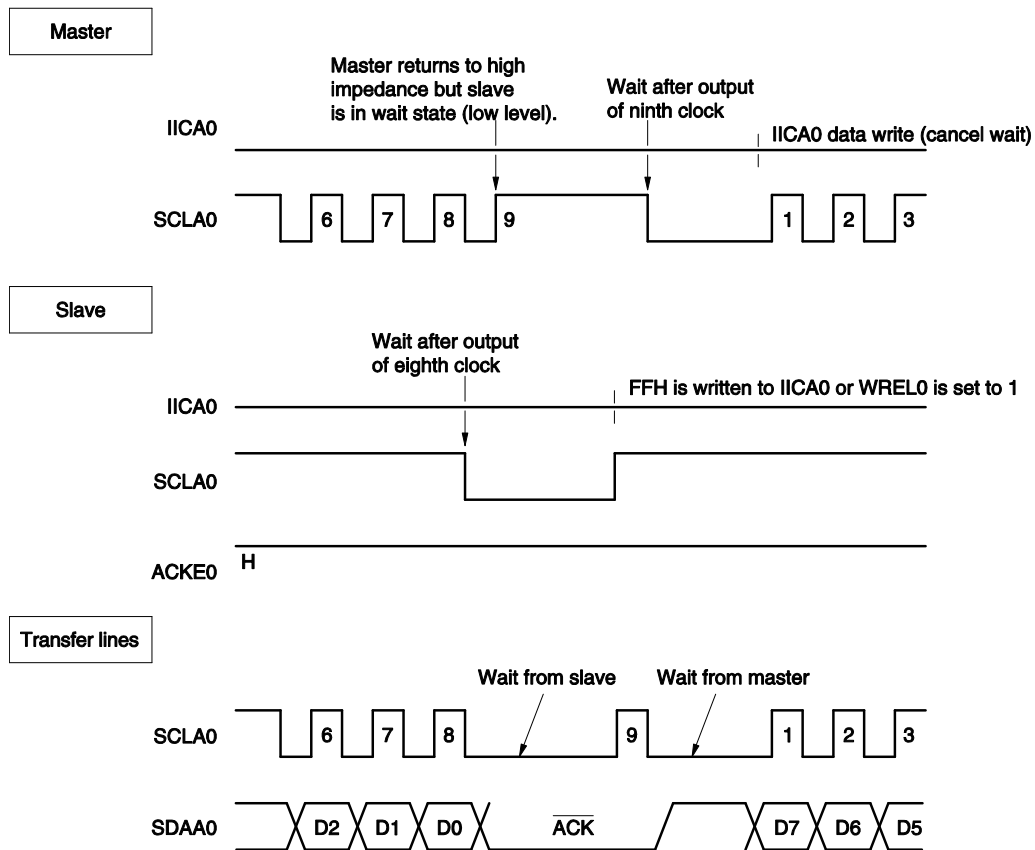 Master
Master returns to high
impedance but slave
is in wait state (low level).
Wait after output
of ninth clock
IICA0
IICA0 data write (cancel wait)
SCLA0
6 7 8 9 1 2 3
Slave
Wait after output
of eighth clock
FFH is written to IICA0 or WREL0 is set to 1
IICA0
SCLA0
H
ACKE0
Transfer lines
Wait from slave Wait from master
SCLA0
6 7 8 9 1 2 3
SDAA0
D2 D1 D0 A̅C̅K̅ D7 D6 D5